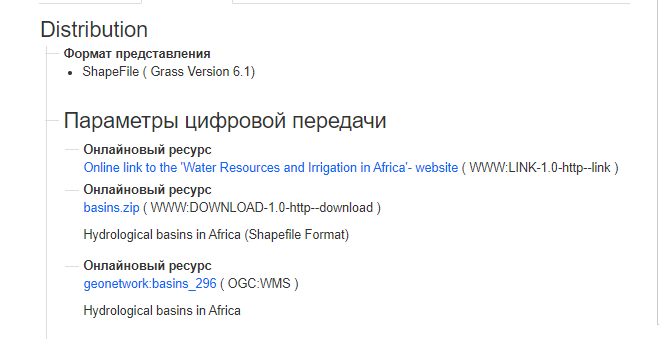 Distribution
Формат представления
• ShapeFile ( Grass Version 6.1)
Параметры цифровой передачи
Онлайновый ресурс
Online link to the 'Water Resources and Irrigation in Africa'- website ( WWW:LINK-1.0-http--link )
Онлайновый ресурс
basins.zip ( WWW:DOWNLOAD-1.0-http--download )
Hydrological basins in Africa (Shapefile Format)
Онлайновый ресурс
geonetwork:basins_296 ( OGC:WMS )
Hydrological basins in Africa